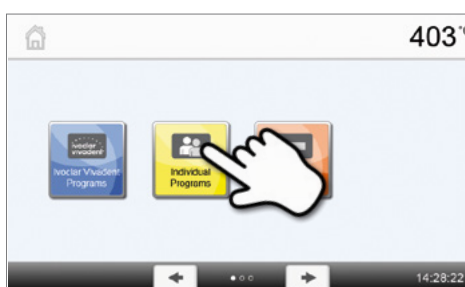 403 °
ivoclar
vivadent
Ivoclar Vivadent
Programs
Individual
Programs
14:28:22